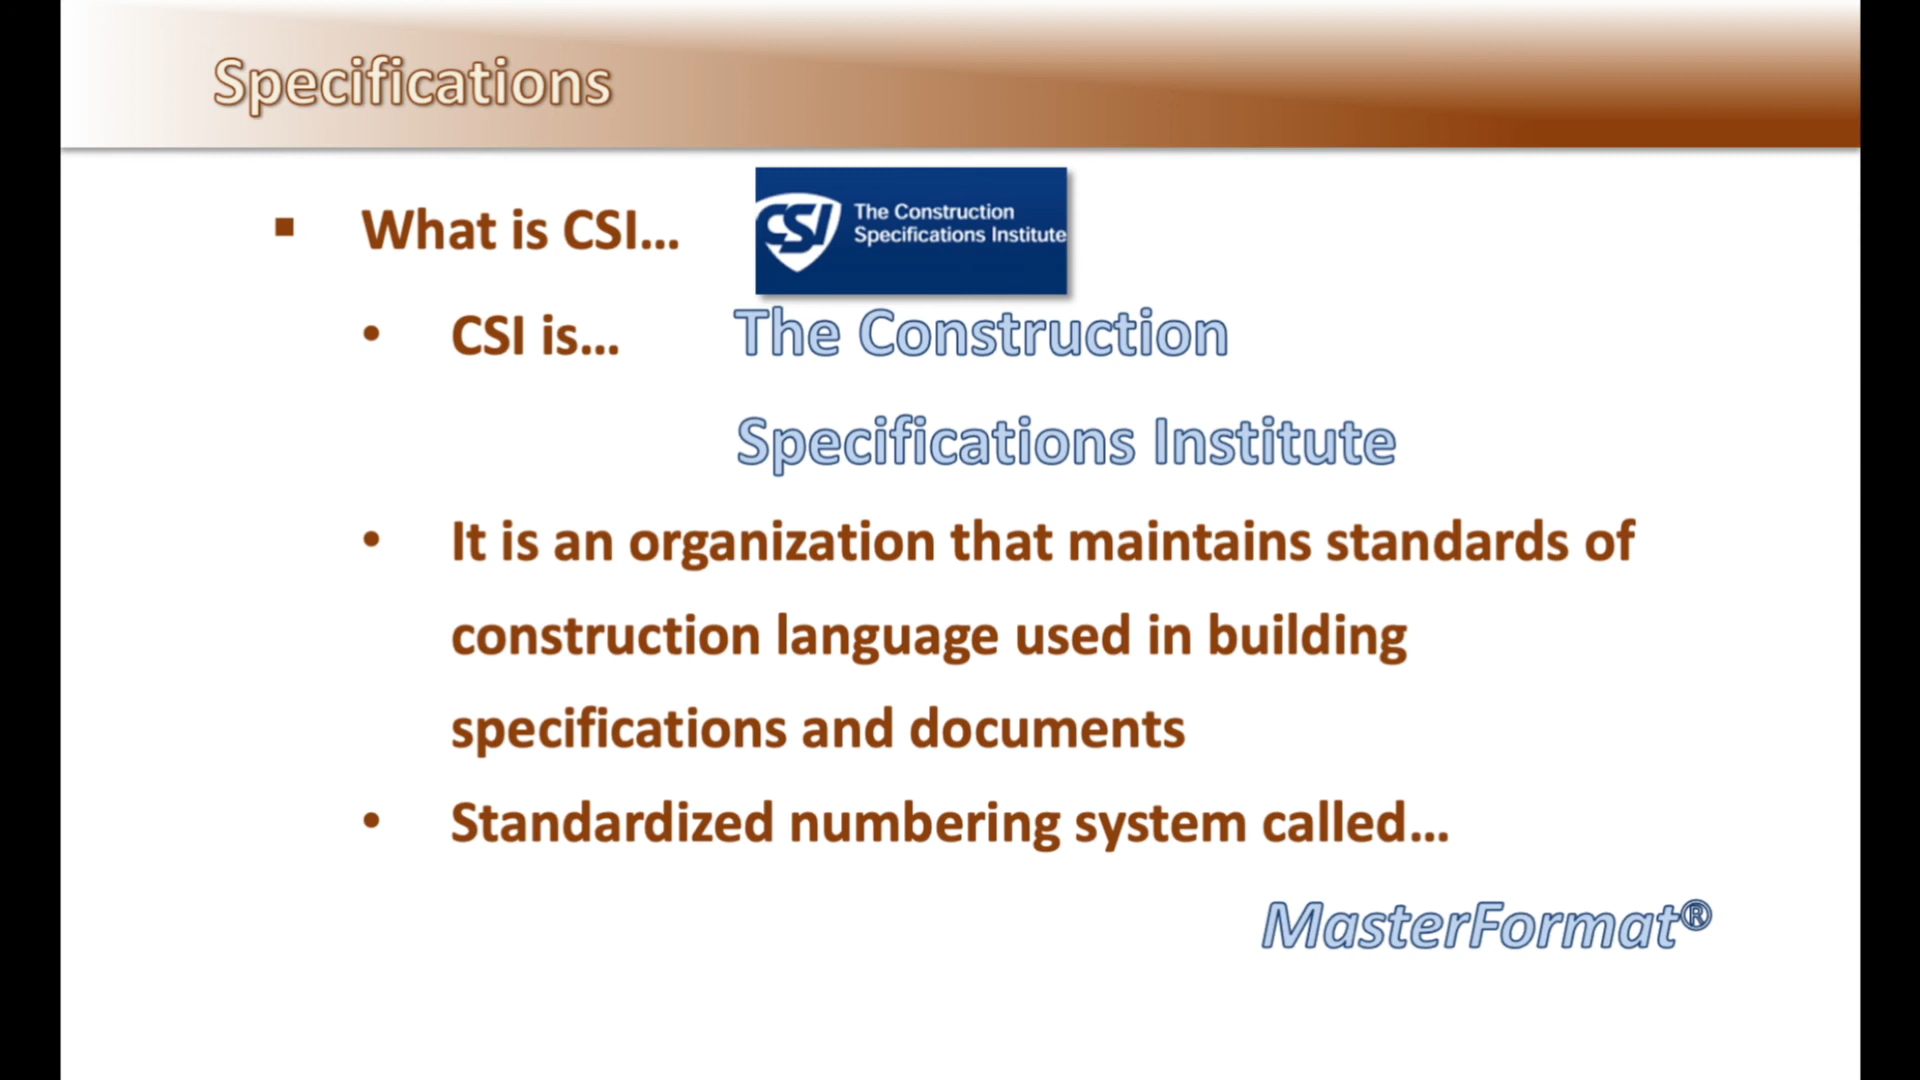 Specifications
What is CSI...
CSI The Construction
Specifications Institute
CSI is... The Construction
Specifications Institute
It is an organization that maintains standards of
construction language used in building
specifications and documents
Standardized numbering system called...
MasterFormat®